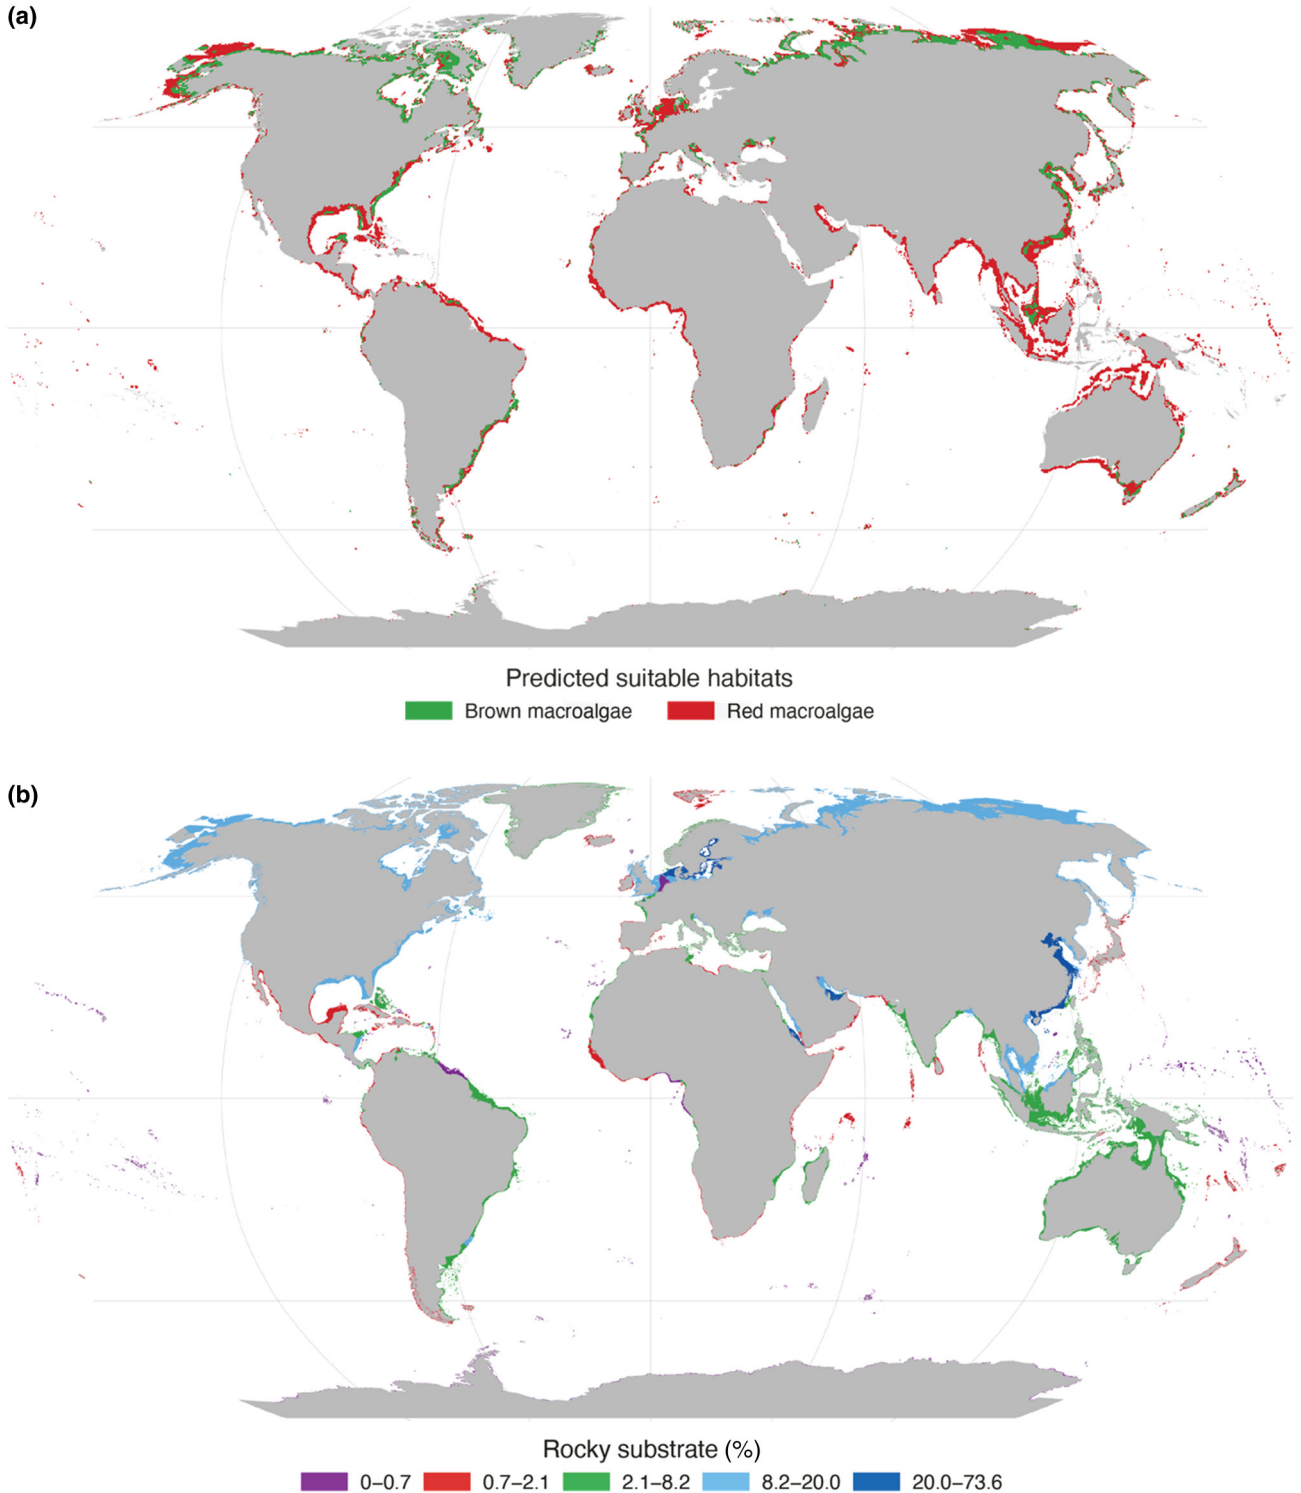 (a)
Predicted suitable habitats
Brown macroalgae Red macroalgae
(b)
Rocky substrate (%)
0–0.7 0.7–2.1 2.1–8.2 8.2–20.0 20.0–73.6